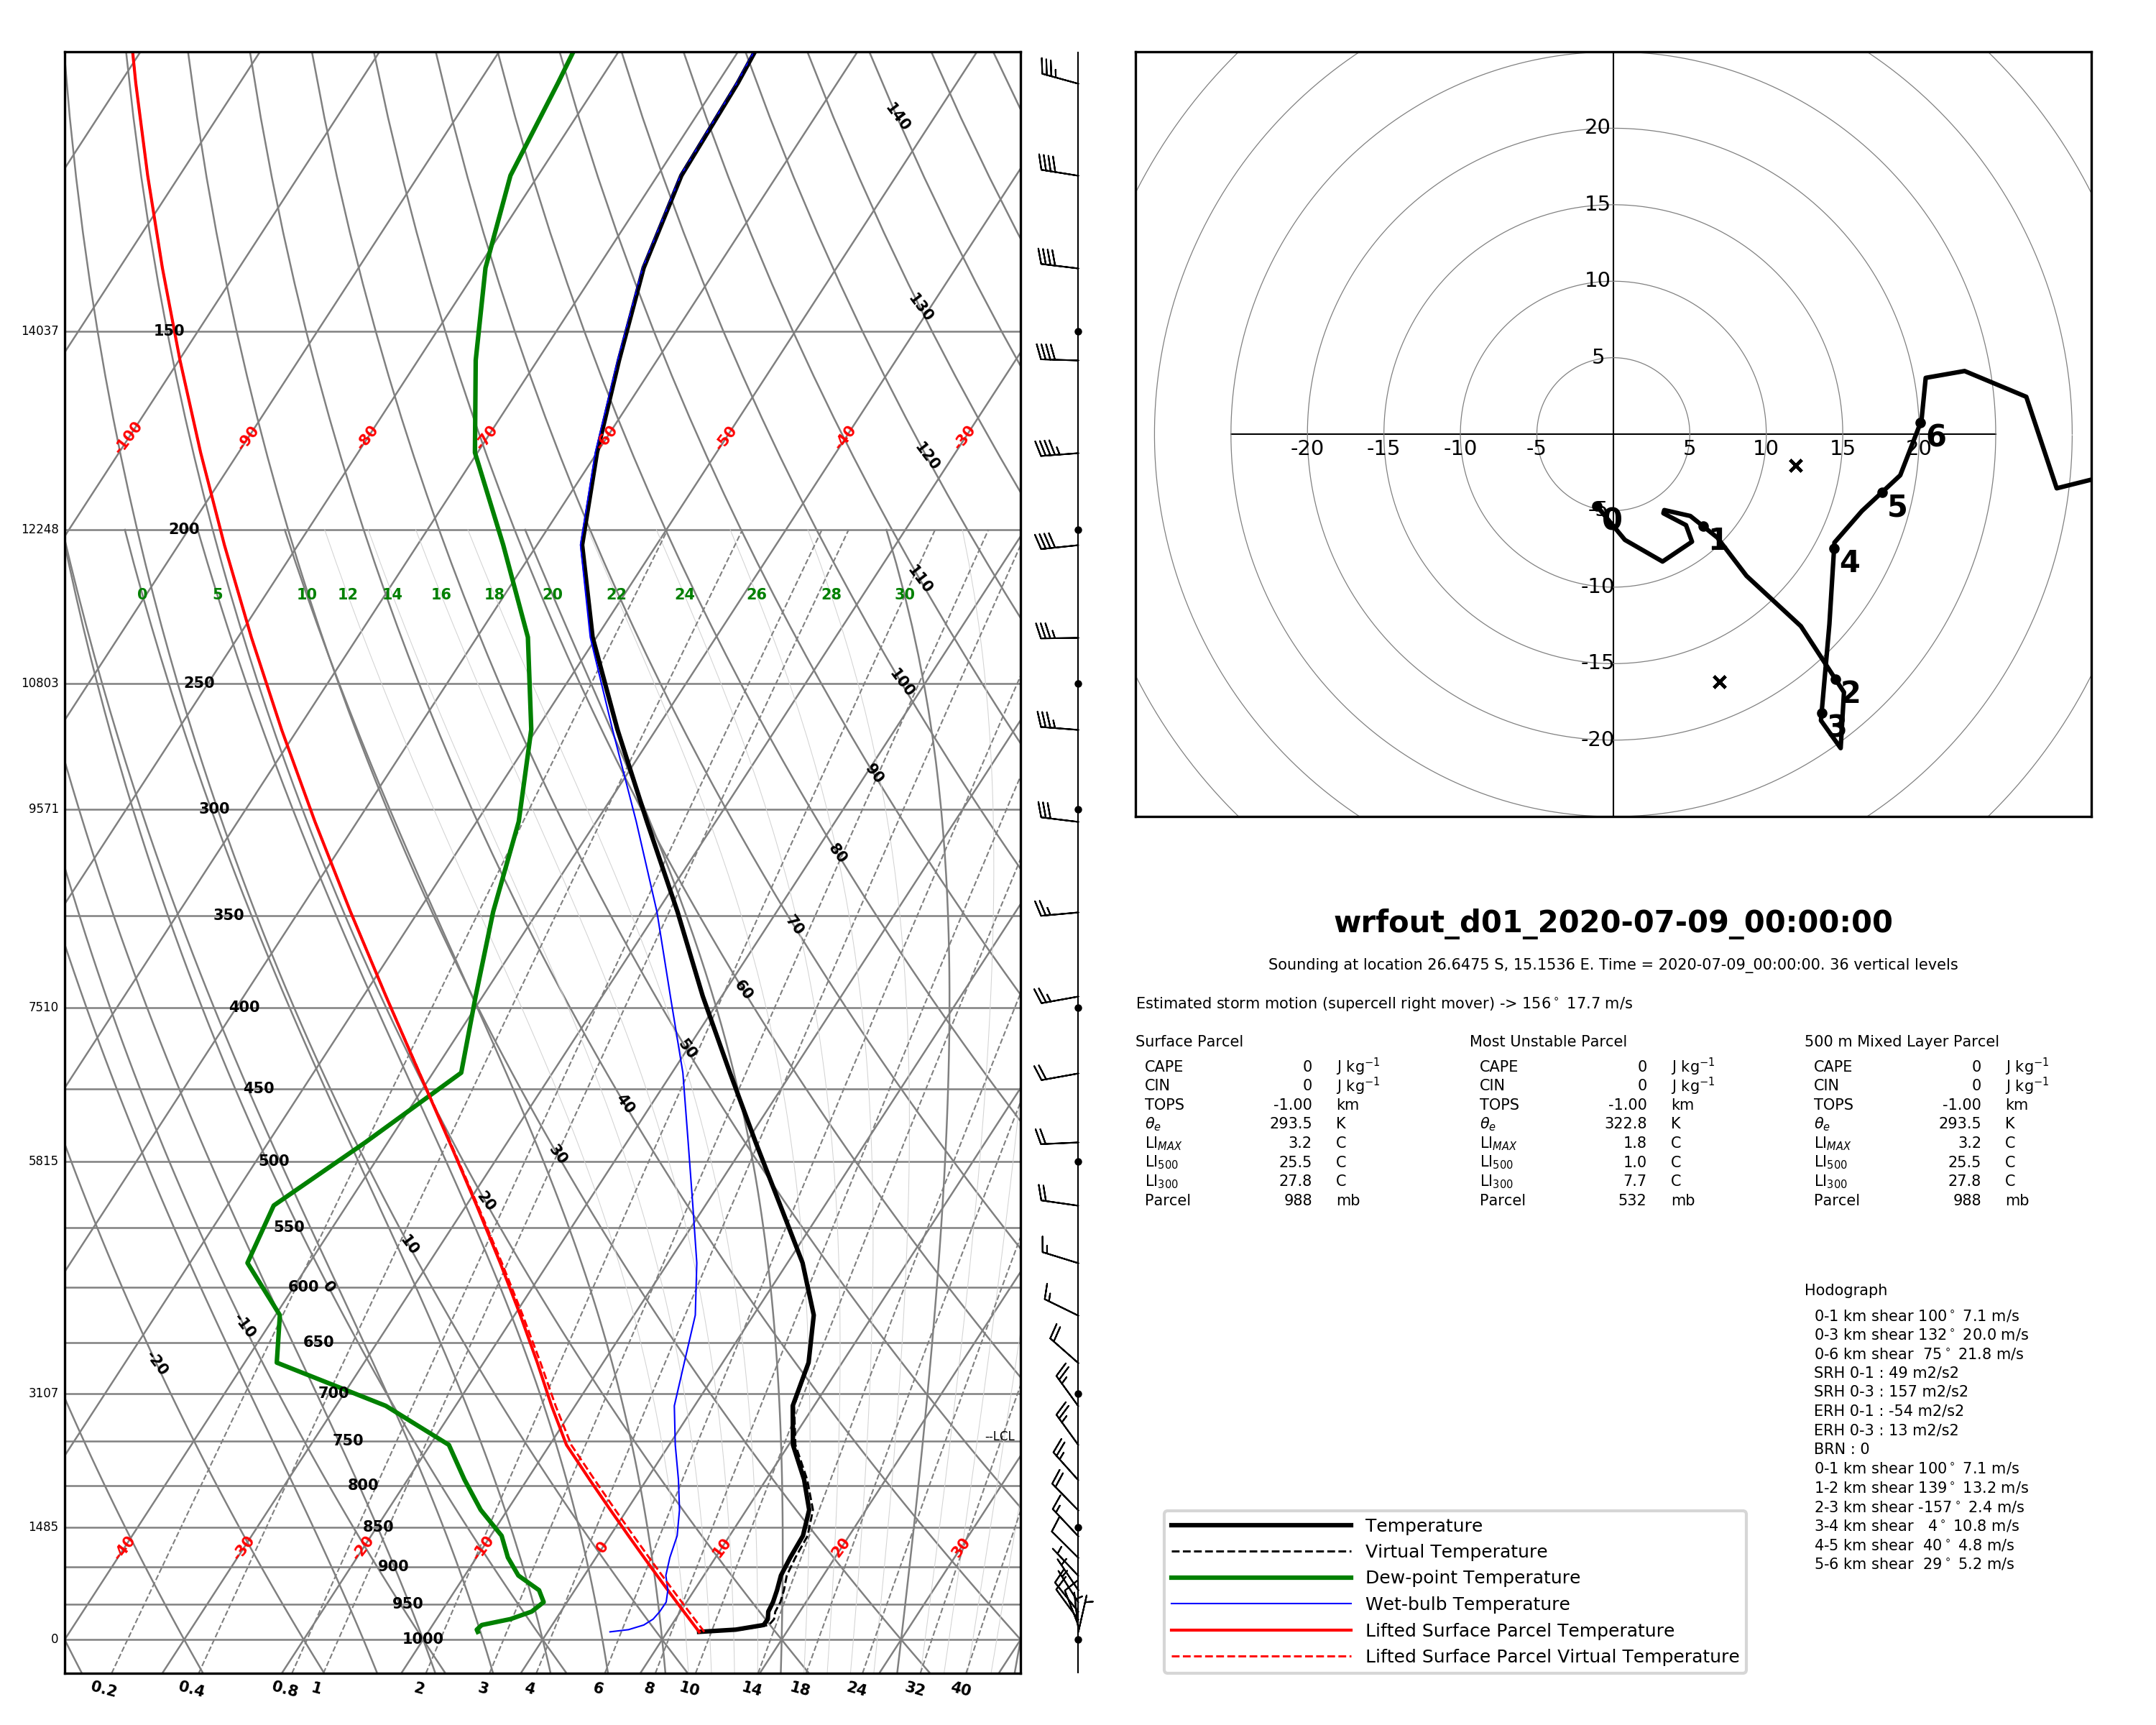 140
130
120
110
100
90
80
70
60
50
40
30
20
10
0
-10
-20
14037 150
-100 -90 -80 -70 -60 -50 -40 -30
12248 200
0 5 10 12 14 16 18 20 22 24 26 28 30
10803 250
9571 300
350
7510 400
450
5815 500
550
600
650
3107 700
750 --LCL
800
1485 850
-40 -30 -20 -10 0 10 20 30
900
950
0 1000
0.2 0.4 0.8 1 2 3 4 6 8 10 14 18 24 32 40
20
15
10
5
-20 -15 -10 -5 5 10 15 20
-5
-10
-15
-20
0 1 2 3 4 5 6
wrfout_d01_2020-07-09_00:00:00
Sounding at location 26.6475 S, 15.1536 E. Time = 2020-07-09_00:00:00. 36 vertical levels
Estimated storm motion (supercell right mover) -> 156° 17.7 m/s
Surface Parcel
CAPE 0 J kg⁻¹
CIN 0 J kg⁻¹
TOPS -1.00 km
θₑ 293.5 K
LI_MAX 3.2 C
LI₅₀₀ 25.5 C
LI₃₀₀ 27.8 C
Parcel 988 mb
Most Unstable Parcel
CAPE 0 J kg⁻¹
CIN 0 J kg⁻¹
TOPS -1.00 km
θₑ 322.8 K
LI_MAX 1.8 C
LI₅₀₀ 1.0 C
LI₃₀₀ 7.7 C
Parcel 532 mb
500 m Mixed Layer Parcel
CAPE 0 J kg⁻¹
CIN 0 J kg⁻¹
TOPS -1.00 km
θₑ 293.5 K
LI_MAX 3.2 C
LI₅₀₀ 25.5 C
LI₃₀₀ 27.8 C
Parcel 988 mb
Hodograph
0-1 km shear 100° 7.1 m/s
0-3 km shear 132° 20.0 m/s
0-6 km shear 75° 21.8 m/s
SRH 0-1 : 49 m2/s2
SRH 0-3 : 157 m2/s2
ERH 0-1 : -54 m2/s2
ERH 0-3 : 13 m2/s2
BRN : 0
0-1 km shear 100° 7.1 m/s
1-2 km shear 139° 13.2 m/s
2-3 km shear -157° 2.4 m/s
3-4 km shear 4° 10.8 m/s
4-5 km shear 40° 4.8 m/s
5-6 km shear 29° 5.2 m/s
Temperature
Virtual Temperature
Dew-point Temperature
Wet-bulb Temperature
Lifted Surface Parcel Temperature
Lifted Surface Parcel Virtual Temperature